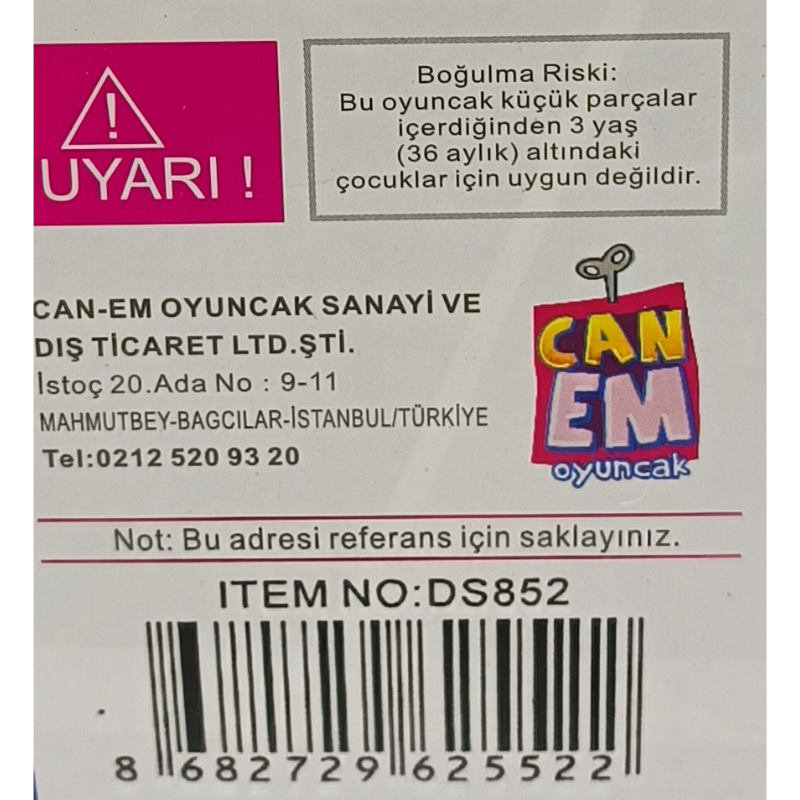 !
UYARI !
Boğulma Riski:
Bu oyuncak küçük parçalar
içerdiğinden 3 yaş
(36 aylık) altındaki
çocuklar için uygun değildir.
CAN-EM OYUNCAK SANAYİ VE
DIŞ TİCARET LTD.ŞTİ.
İstoç 20.Ada No : 9-11
MAHMUTBEY-BAGCILAR-İSTANBUL/TÜRKİYE
Tel:0212 520 93 20
CAN
EM
oyuncak
Not: Bu adresi referans için saklayınız.
ITEM NO:DS852
8 682729 625522